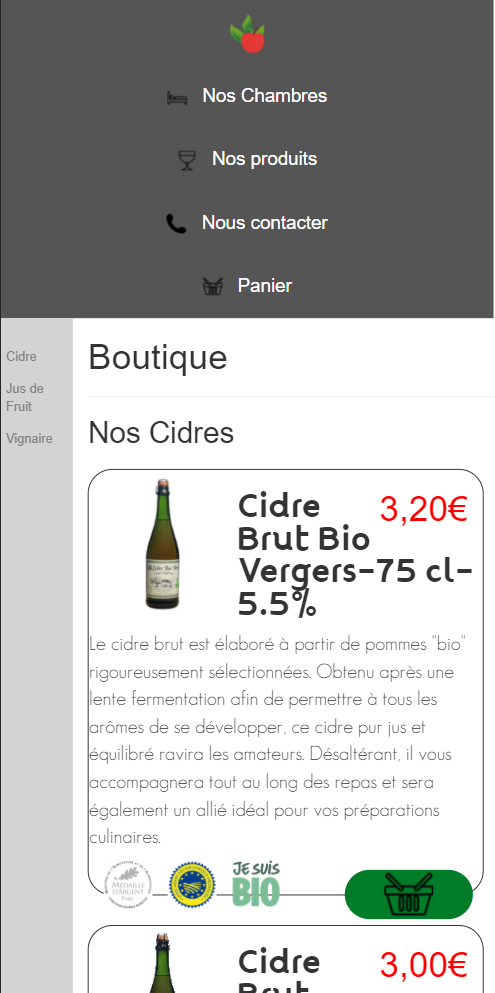 Nos Chambres
Nos produits
Nous contacter
Panier
Cidre
Jus de
Fruit
Vignaire
Boutique
Nos Cidres
Cidre
Brut Bio
Vergers-75 cl-
5.5%
3,20€
Le cidre brut est élaboré à partir de pommes "bio"
rigoureusement sélectionnées. Obtenu après une
lente fermentation afin de permettre à tous les
arômes de se développer, ce cidre pur jus et
équilibré ravira les amateurs. Désaltérant, il vous
accompagnera tout au long des repas et sera
également un allié idéal pour vos préparations
culinaires.
MÉDAILLE
D'ARGENT
JE SUIS
BIO
Cidre
Brut
3,00€